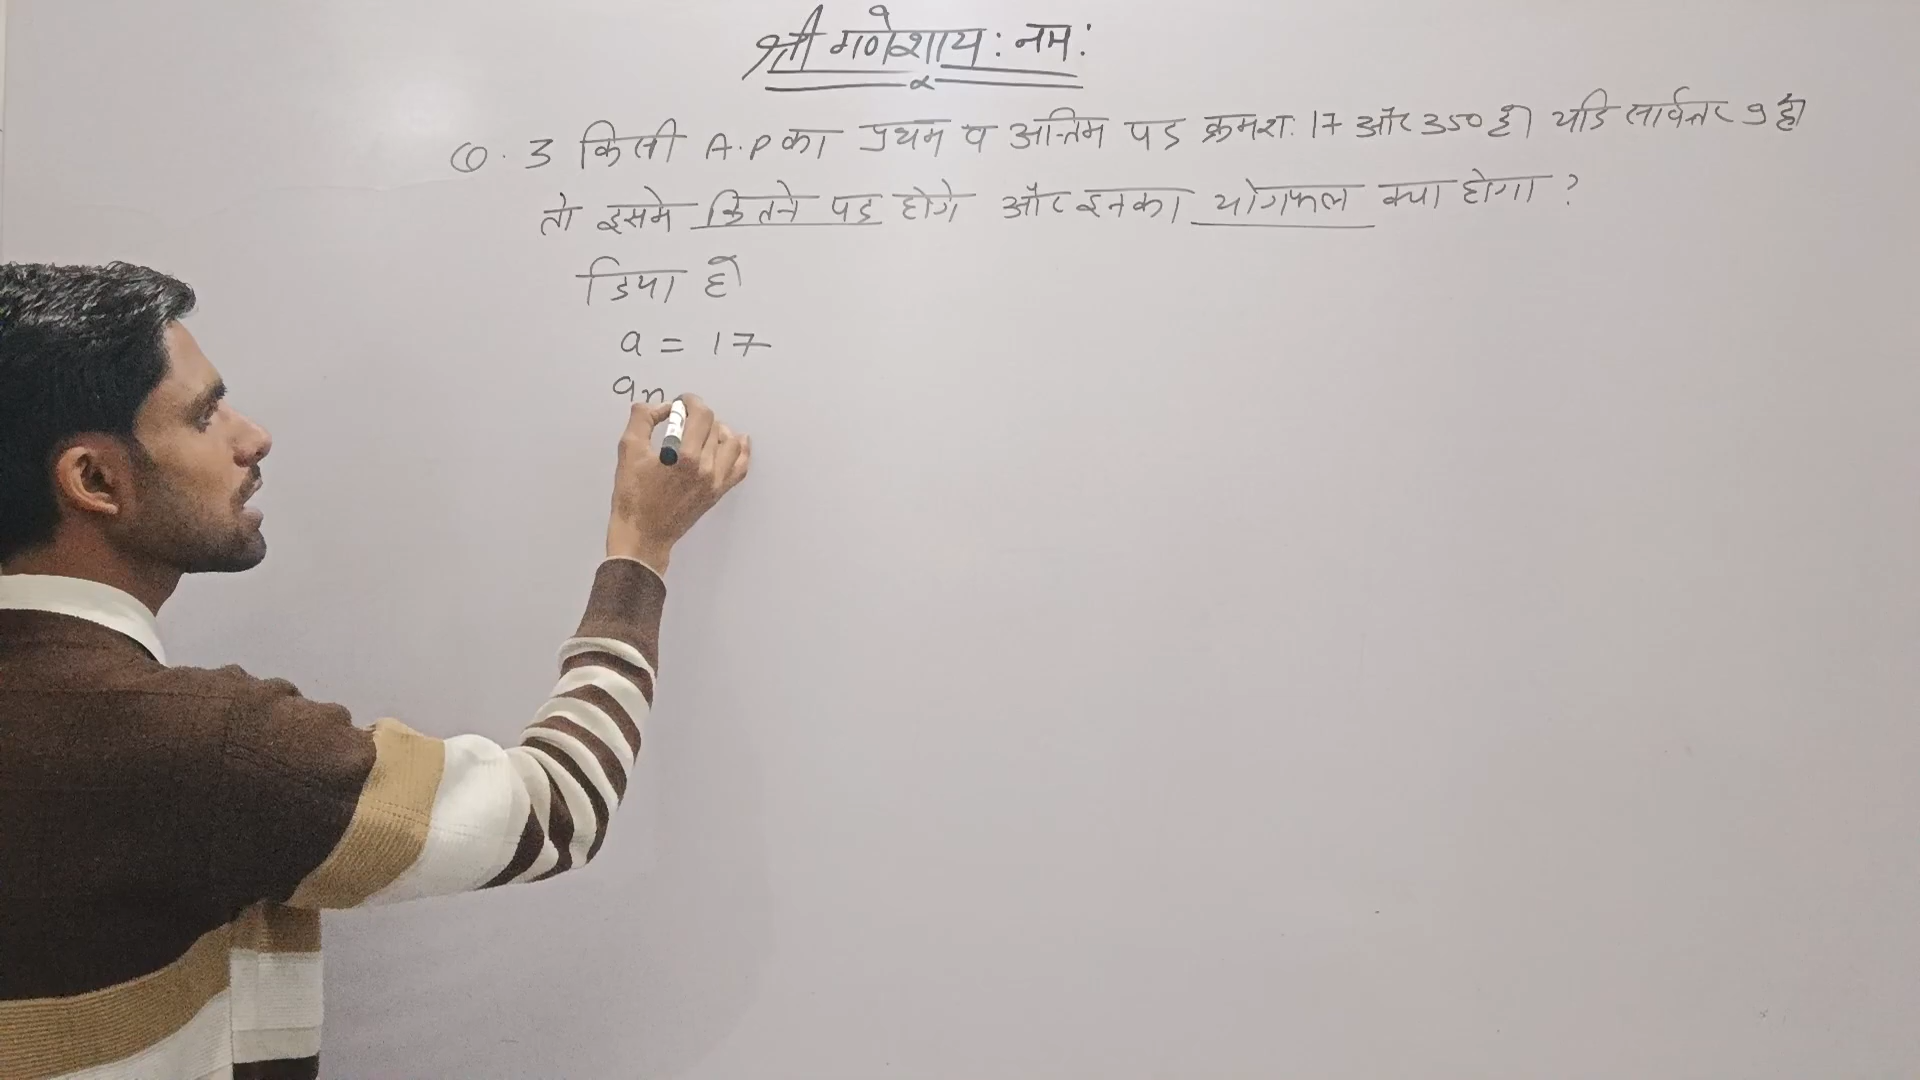 श्री गणेशाय: नम:
Q. 3 किसी A.P का प्रथम व अन्तिम पद क्रमश: 17 और 350 है। यदि सार्वन्तर 9 है।
तो इसमे कितने पद होगे और इनका योगफल क्या होगा ?
दिया है
a = 17
an